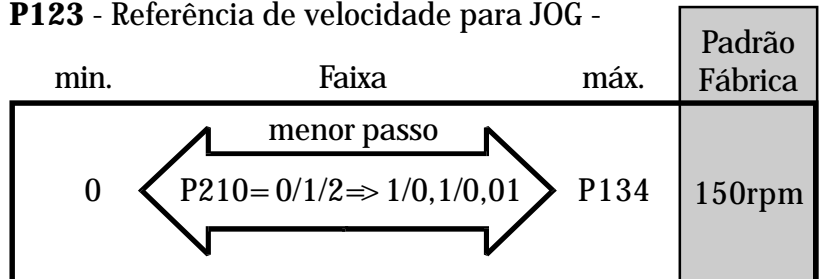 P123 - Referência de velocidade para JOG -
Padrão
Fábrica
min. Faixa máx.
menor passo
0 P210= 0/1/2=> 1/0,1/0,01 P134 150rpm